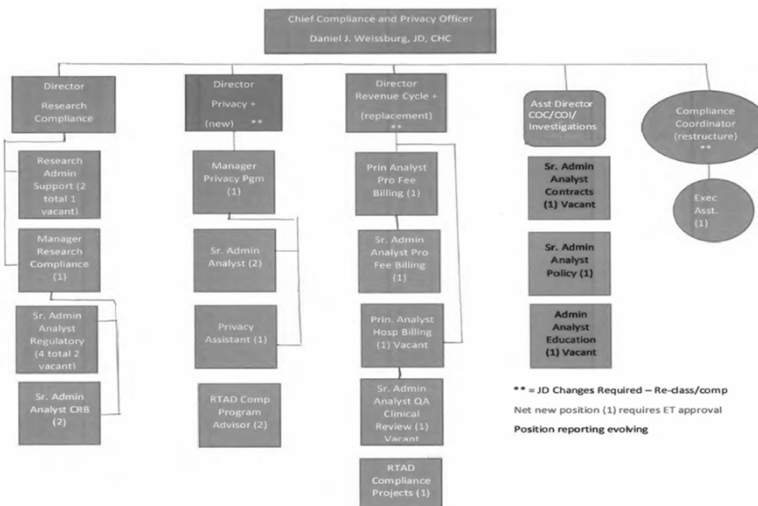 Chief Compliance and Privacy Officer
Daniel J. Weissburg, JD, CHC
Director
Research
Compliance
Research
Admin
Support (2
total 1
vacant)
Manager
Research
Compliance
(1)
Sr. Admin
Analyst
Regulatory
(4 total 2
vacant)
Sr. Admin
Analyst CRB
(2)
Director
Privacy +
(new) **
Manager
Privacy Pgm
(1)
Sr. Admin
Analyst (2)
Privacy
Assistant (1)
RTAD Comp
Program
Advisor (2)
Director
Revenue Cycle +
(replacement)
**
Prin Analyst
Pro Fee
Billing (1)
Sr. Admin
Analyst Pro
Fee Billing
(1)
Prin. Analyst
Hosp Billing
(1) Vacant
Sr. Admin
Analyst QA
Clinical
Review (1)
Vacant
RTAD
Compliance
Projects (1)
Asst Director
COC/COI/
Investigations
Sr. Admin
Analyst
Contracts
(1) Vacant
Sr. Admin
Analyst
Policy (1)
Admin
Analyst
Education
(1) Vacant
Compliance
Coordinator
(restructure)
**
Exec
Asst.
(1)
** = JD Changes Required – Re-class/comp
Net new position (1) requires ET approval
Position reporting evolving